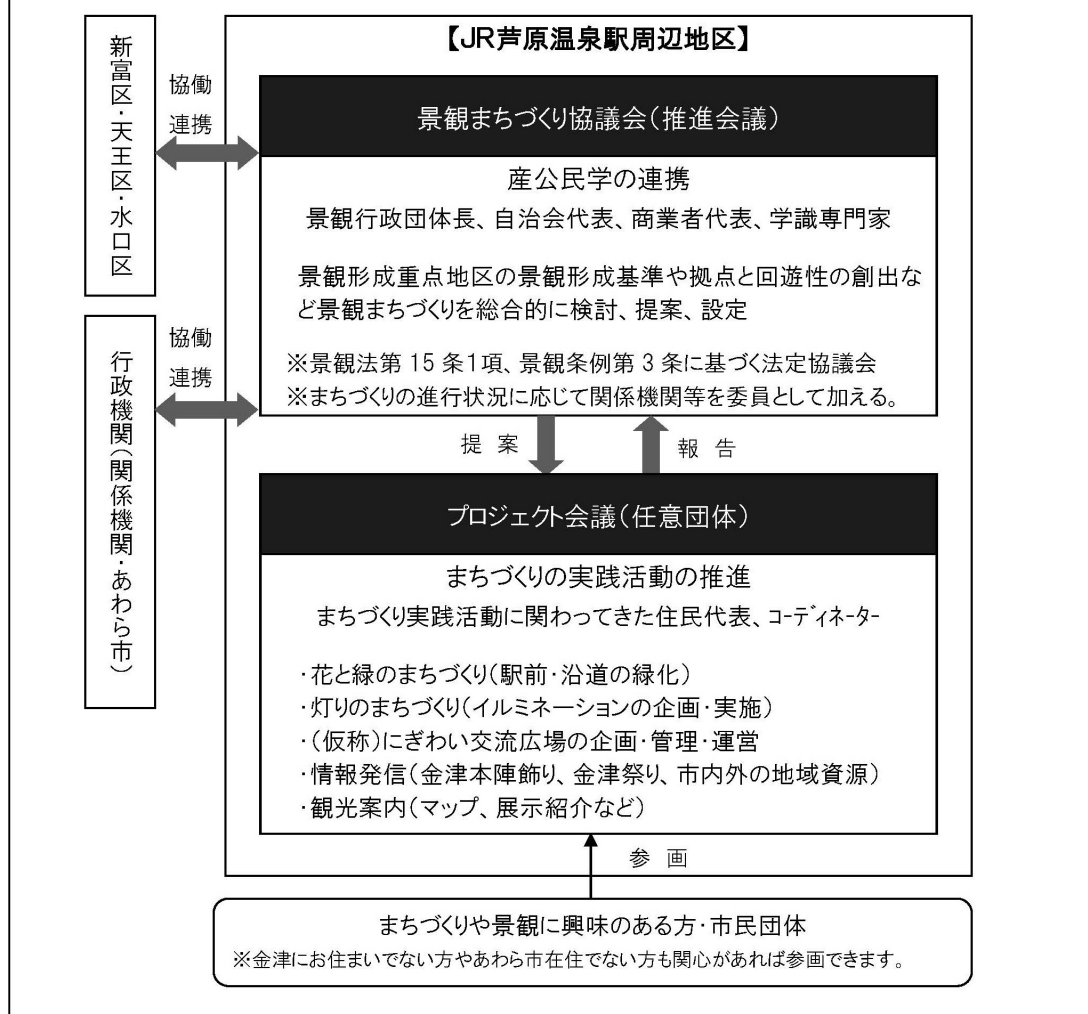 【JR芦原温泉駅周辺地区】
新富区・天王区・水口区
協働
連携
景観まちづくり協議会（推進会議）
産公民学の連携
景観行政団体長、自治会代表、商業者代表、学識専門家
景観形成重点地区の景観形成基準や拠点と回遊性の創出な
ど景観まちづくりを総合的に検討、提案、設定
※景観法第 15 条1項、景観条例第 3 条に基づく法定協議会
※まちづくりの進行状況に応じて関係機関等を委員として加える。
行政機関（関係機関・あわら市）
協働
連携
提 案
報 告
プロジェクト会議（任意団体）
まちづくりの実践活動の推進
まちづくり実践活動に関わってきた住民代表、ｺｰﾃﾞｨﾈｰﾀｰ
・花と緑のまちづくり（駅前・沿道の緑化）
・灯りのまちづくり（イルミネーションの企画・実施）
・（仮称）にぎわい交流広場の企画・管理・運営
・情報発信（金津本陣飾り、金津祭り、市内外の地域資源）
・観光案内（マップ、展示紹介など）
参 画
まちづくりや景観に興味のある方・市民団体
※金津にお住まいでない方やあわら市在住でない方も関心があれば参画できます。